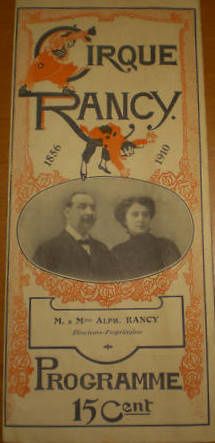 CIRQUE
RANCY.
1856
1910
M. & Mme ALPH. RANCY
Directeurs-Propriétaires
PROGRAMME
15 Cent